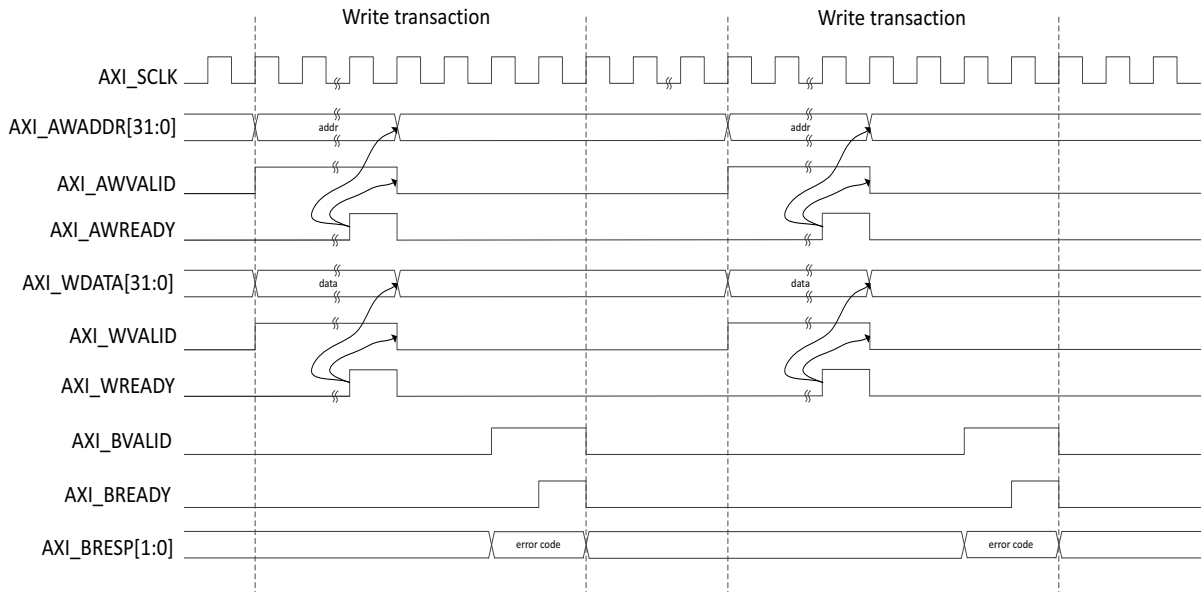 Write transaction Write transaction
AXI_SCLK
AXI_AWADDR[31:0] addr addr
AXI_AWVALID
AXI_AWREADY
AXI_WDATA[31:0] data data
AXI_WVALID
AXI_WREADY
AXI_BVALID
AXI_BREADY
AXI_BRESP[1:0] error code error code